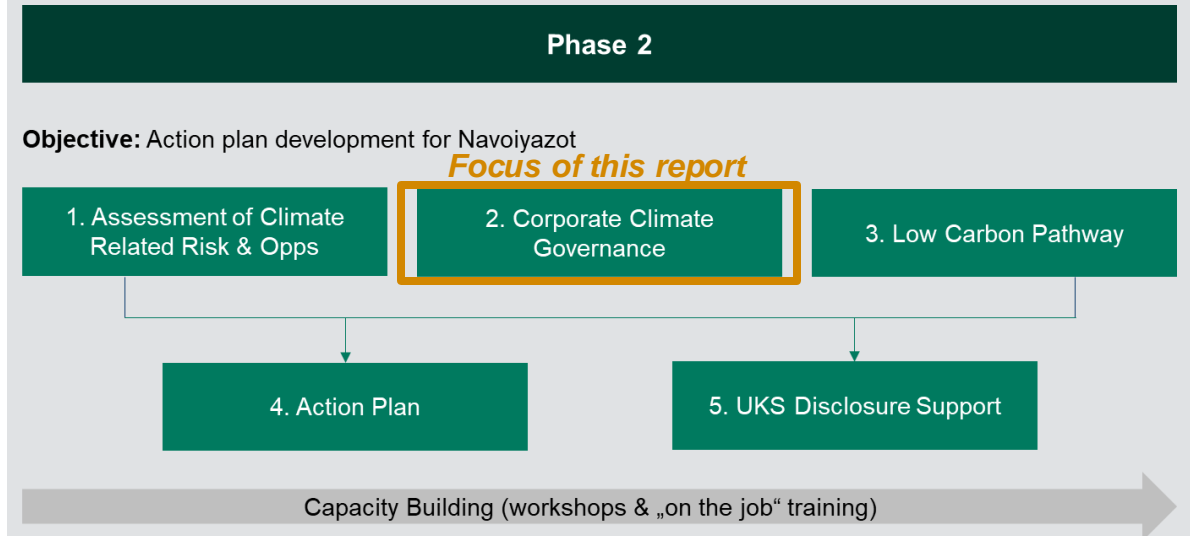 Phase 2
Objective: Action plan development for Navoiyazot
Focus of this report
1. Assessment of Climate
Related Risk & Opps
2. Corporate Climate
Governance
3. Low Carbon Pathway
4. Action Plan
5. UKS Disclosure Support
Capacity Building (workshops & „on the job“ training)